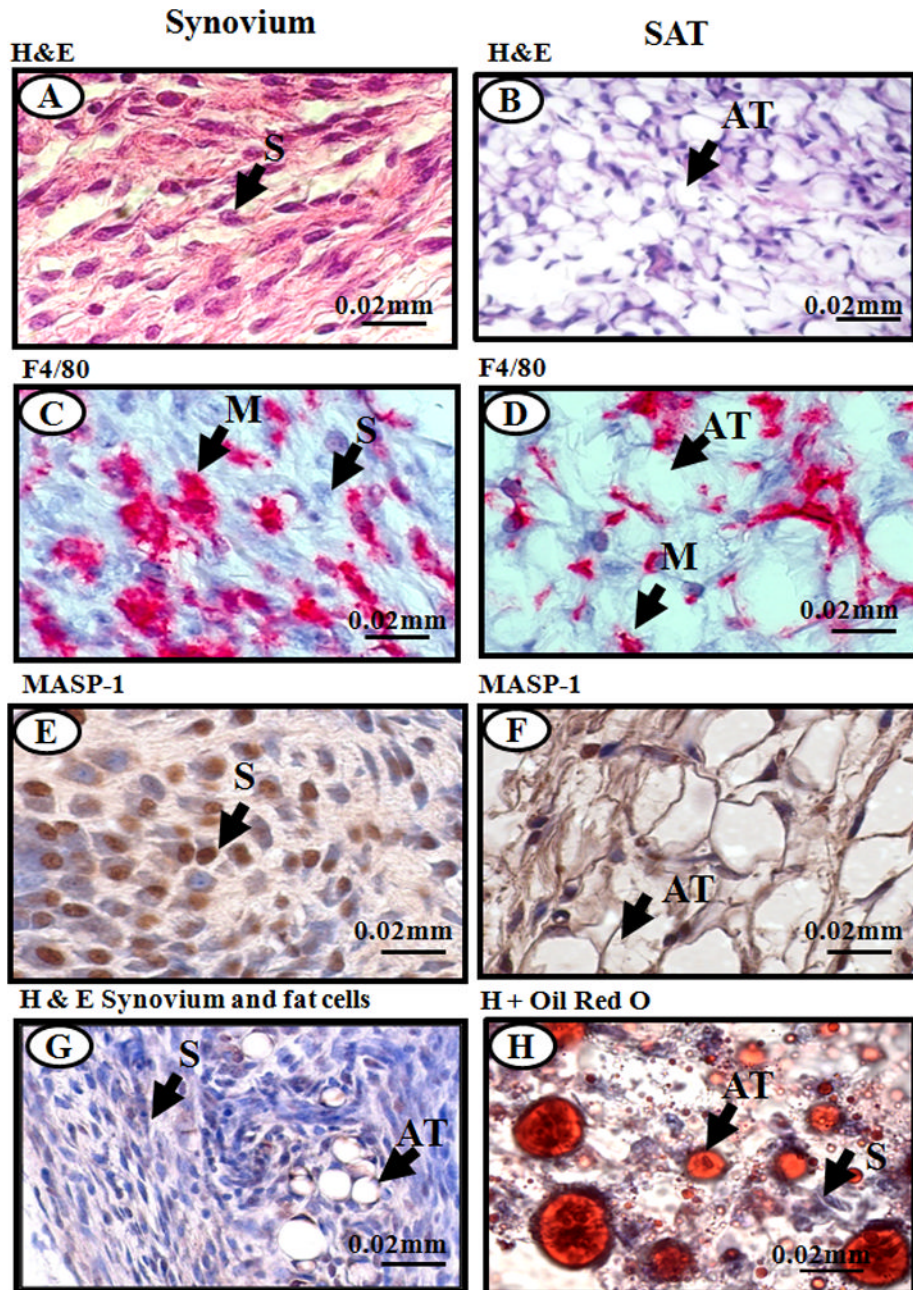 Synovium
SAT
H&E
H&E
A
S
0.02mm
B
AT
0.02mm
F4/80
F4/80
C
M
S
0.02mm
D
AT
M
0.02mm
MASP-1
MASP-1
E
S
0.02mm
F
AT
0.02mm
H & E Synovium and fat cells
H + Oil Red O
G
S
AT
0.02mm
H
AT
S
0.02mm